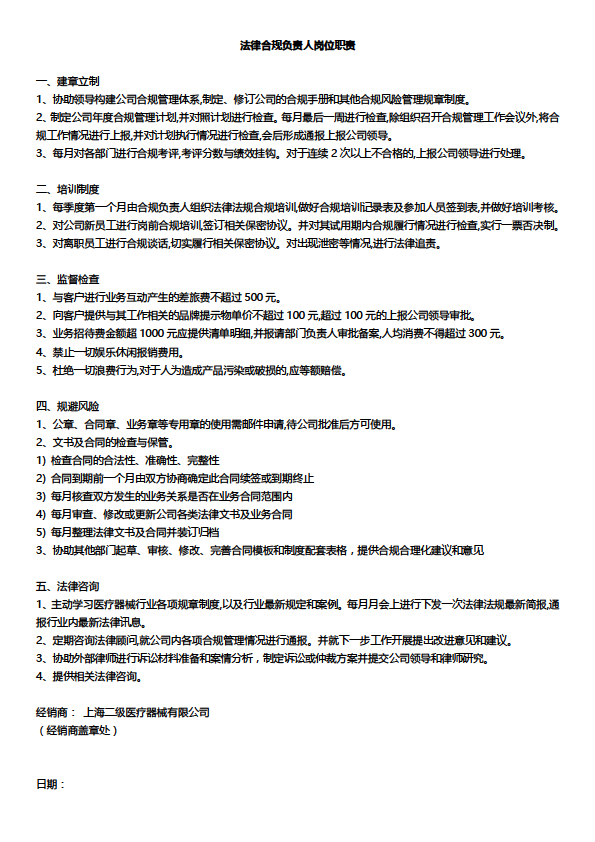 法律合规负责人岗位职责
一、建章立制
1、协助领导构建公司合规管理体系,制定、修订公司的合规手册和其他合规风险管理规章制度。
2、制定公司年度合规管理计划,并对照计划进行检查。每月最后一周进行检查,除组织召开合规管理工作会议外,将合
规工作情况进行上报,并对计划执行情况进行检查,会后形成通报上报公司领导。
3、每月对各部门进行合规考评,考评分数与绩效挂钩。对于连续 2 次以上不合格的,上报公司领导进行处理。
二、培训制度
1、每季度第一个月由合规负责人组织法律法规合规培训,做好合规培训记录表及参加人员签到表,并做好培训考核。
2、对公司新员工进行岗前合规培训,签订相关保密协议。并对其试用期内合规履行情况进行检查,实行一票否决制。
3、对离职员工进行合规谈话,切实履行相关保密协议。对出现泄密等情况,进行法律追责。
三、监督检查
1、与客户进行业务互动产生的差旅费不超过 500 元。
2、向客户提供与其工作相关的品牌提示物单价不超过 100 元,超过 100 元的上报公司领导审批。
3、业务招待费金额超 1000 元应提供清单明细,并报请部门负责人审批备案,人均消费不得超过 300 元。
4、禁止一切娱乐休闲报销费用。
5、杜绝一切浪费行为,对于人为造成产品污染或破损的,应等额赔偿。
四、规避风险
1、公章、合同章、业务章等专用章的使用需邮件申请,待公司批准后方可使用。
2、文书及合同的检查与保管。
1) 检查合同的合法性、准确性、完整性
2) 合同到期前一个月由双方协商确定此合同续签或到期终止
3) 每月核查双方发生的业务关系是否在业务合同范围内
4) 每月审查、修改或更新公司各类法律文书及业务合同
5) 每月整理法律文书及合同并装订归档
3、协助其他部门起草、审核、修改、完善合同模板和制度配套表格，提供合规合理化建议和意见
五、法律咨询
1、主动学习医疗器械行业各项规章制度,以及行业最新规定和案例。每月月会上进行下发一次法律法规最新简报,通
报行业内最新法律讯息。
2、定期咨询法律顾问,就公司内各项合规管理情况进行通报。并就下一步工作开展提出改进意见和建议。
3、协助外部律师进行诉讼材料准备和案情分析，制定诉讼或仲裁方案并提交公司领导和律师研究。
4、提供相关法律咨询。
经销商： 上海二级医疗器械有限公司
（经销商盖章处）
日期：